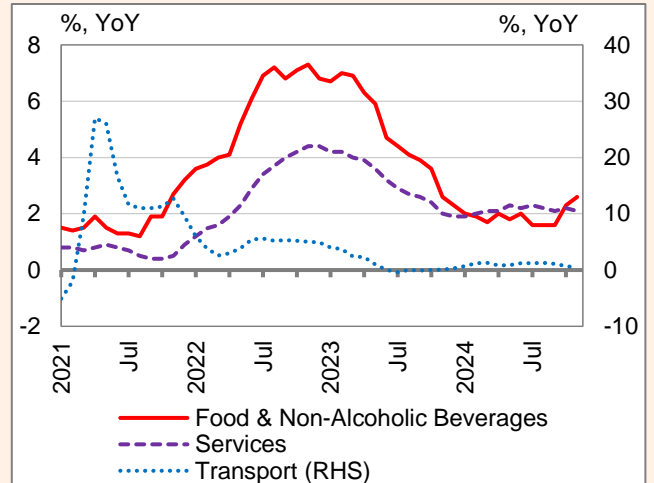 %, YoY %, YoY
8 40
6 30
4 20
2 10
0 0
-2 -10
2021 Jul 2022 Jul 2023 Jul 2024 Jul
Food & Non-Alcoholic Beverages
Services
Transport (RHS)